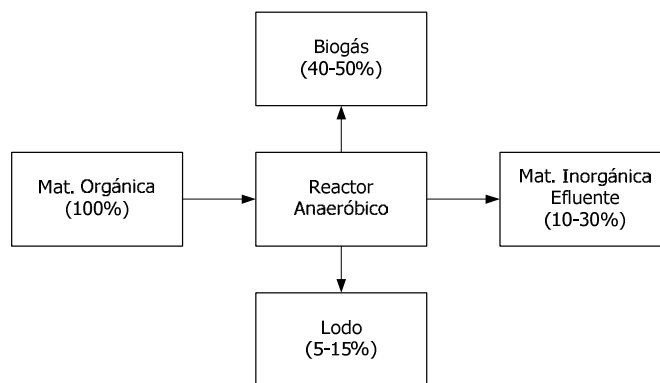 Biogás
(40-50%)
Mat. Orgánica
(100%)
Reactor
Anaeróbico
Mat. Inorgánica
Efluente
(10-30%)
Lodo
(5-15%)